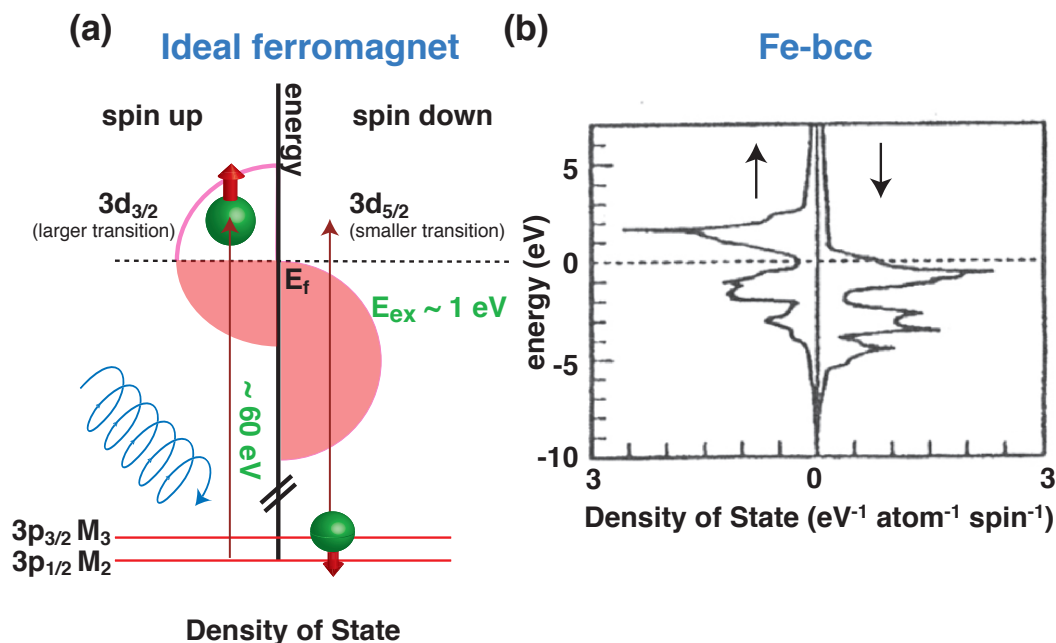 (a)
Ideal ferromagnet
energy
spin up
spin down
3d3/2
(larger transition)
3d5/2
(smaller transition)
Ef
Eex ~ 1 eV
~ 60 eV
3p3/2 M3
3p1/2 M2
Density of State
(b)
Fe-bcc
energy (eV)
5
0
-5
-10
3
0
3
Density of State (eV-1 atom-1 spin-1)